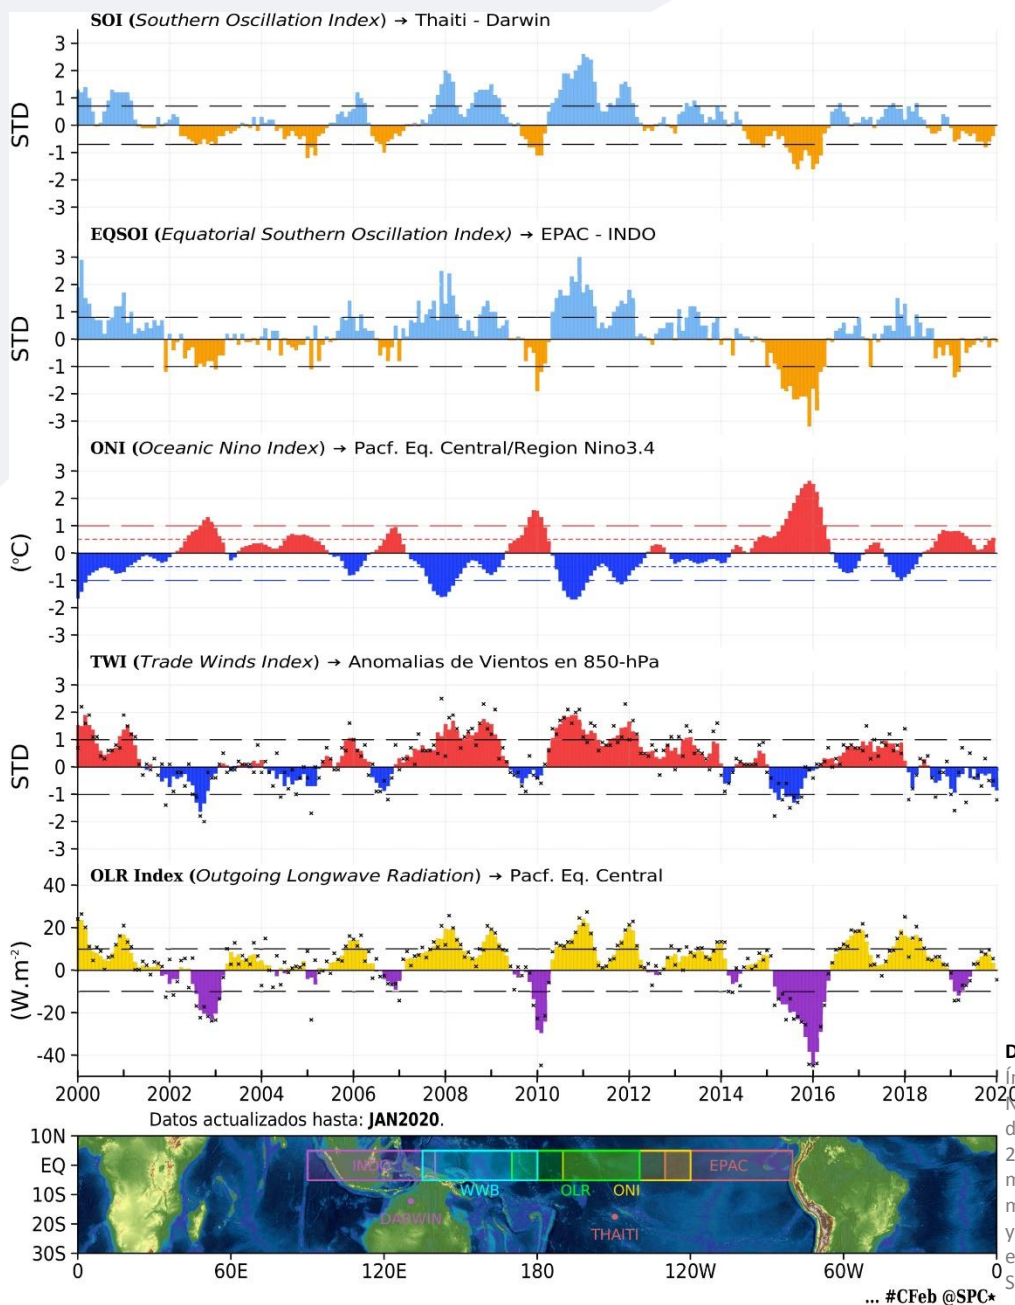 SOI (Southern Oscillation Index) → Thaiti - Darwin
3
2
1
0
-1
-2
-3
STD
EQSOI (Equatorial Southern Oscillation Index) → EPAC - INDO
3
2
1
0
-1
-2
-3
STD
ONI (Oceanic Nino Index) → Pacf. Eq. Central/Region Nino3.4
3
2
1
0
-1
-2
-3
(°C)
TWI (Trade Winds Index) → Anomalias de Vientos en 850-hPa
3
2
1
0
-1
-2
-3
STD
OLR Index (Outgoing Longwave Radiation) → Pacf. Eq. Central
40
20
0
-20
-40
(W.m⁻²)
2000 2002 2004 2006 2008 2010 2012 2014 2016 2018 2020
Datos actualizados hasta: JAN2020.
10N
EQ
10S
20S
30S
INDO EPAC
WWB OLR ONI
DARWIN
THAITI
0 60E 120E 180 120W 60W 0
... #CFeb @SPC★